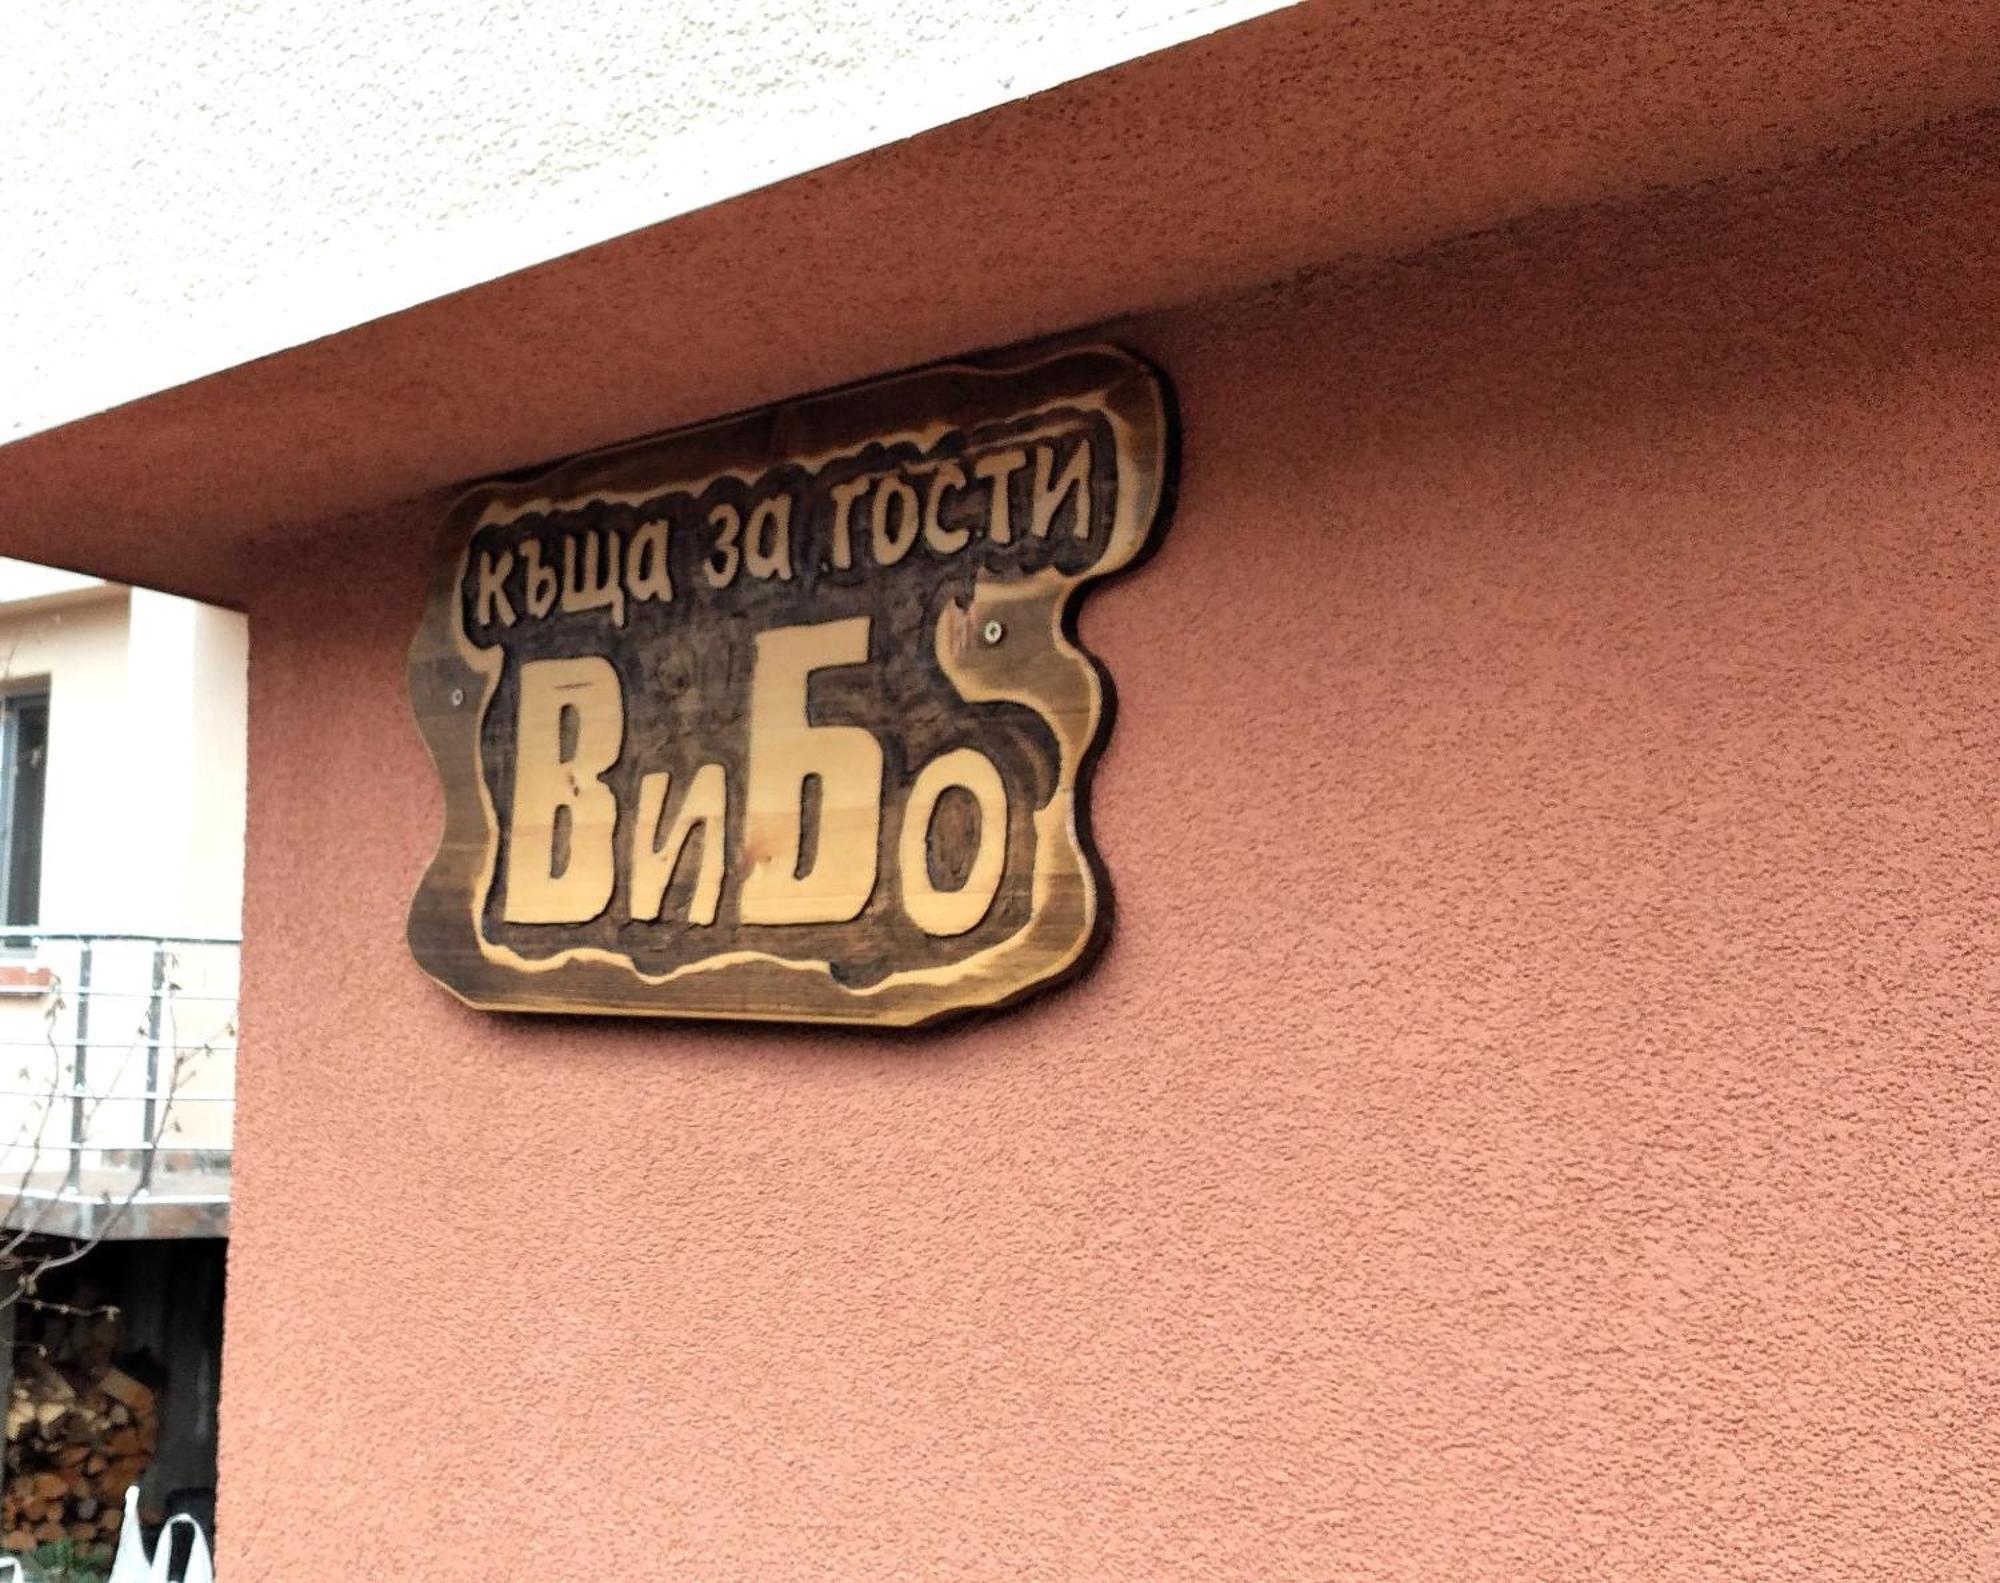 къща за гости
ВиБо